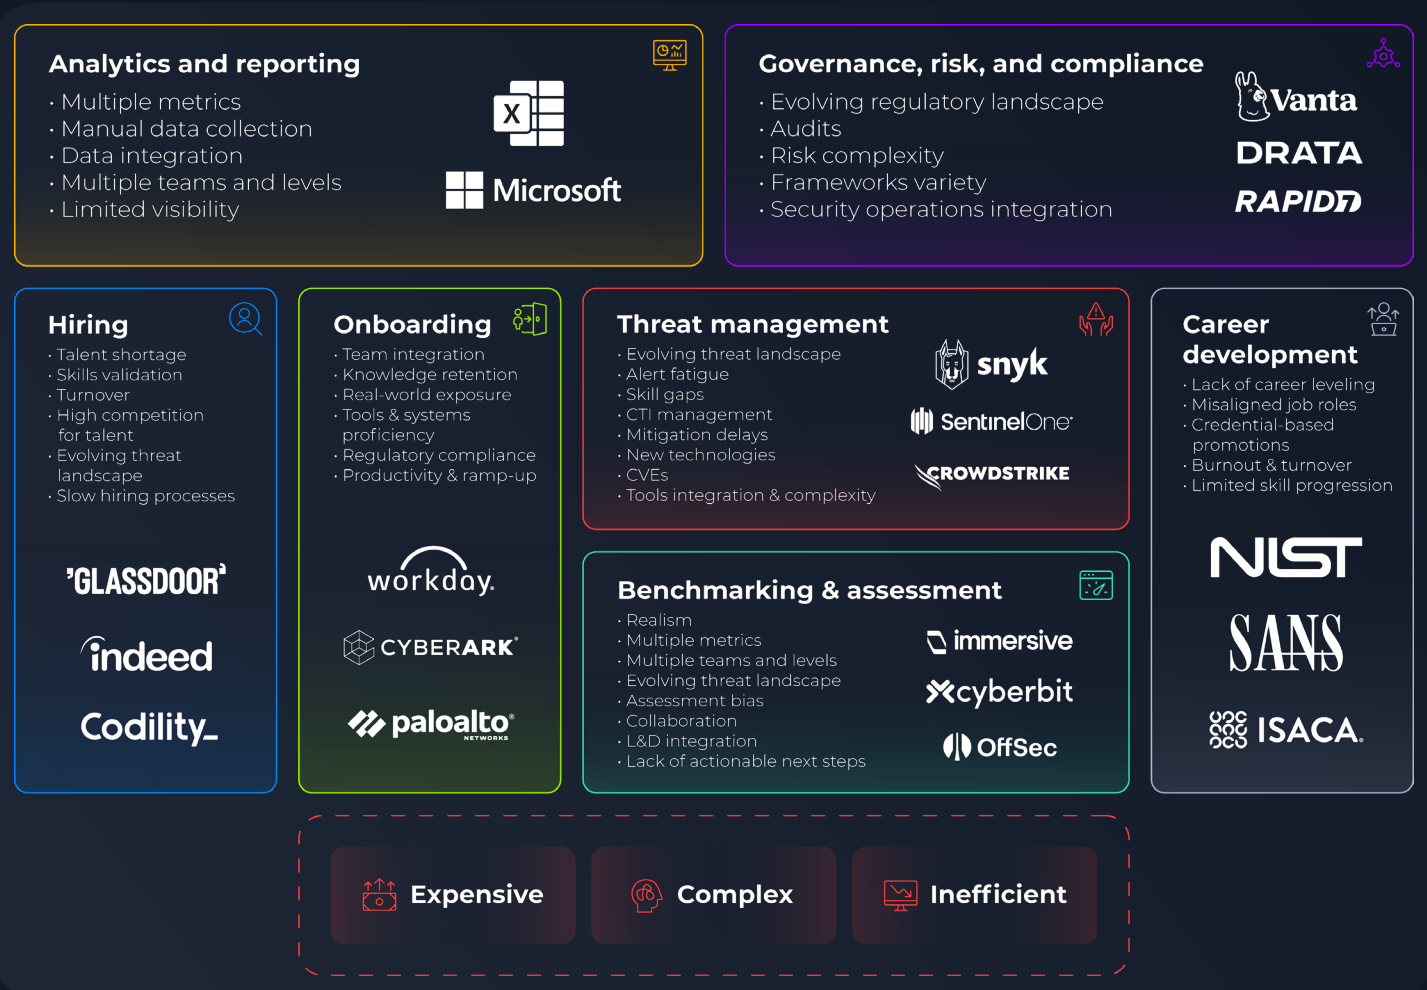 Analytics and reporting
· Multiple metrics
· Manual data collection
· Data integration
· Multiple teams and levels
· Limited visibility
X
Microsoft
Governance, risk, and compliance
· Evolving regulatory landscape
· Audits
· Risk complexity
· Frameworks variety
· Security operations integration
Vanta
DRATA
RAPID7
Hiring
· Talent shortage
· Skills validation
· Turnover
· High competition
for talent
· Evolving threat
landscape
· Slow hiring processes
GLASSDOOR
indeed
Codility_
Onboarding
· Team integration
· Knowledge retention
· Real-world exposure
· Tools & systems
proficiency
· Regulatory compliance
· Productivity & ramp-up
workday.
CYBERARK®
paloalto®
NETWORKS
Threat management
· Evolving threat landscape
· Alert fatigue
· Skill gaps
· CTI management
· Mitigation delays
· New technologies
· CVEs
· Tools integration & complexity
snyk
SentinelOne
CROWDSTRIKE
Benchmarking & assessment
· Realism
· Multiple metrics
· Multiple teams and levels
· Evolving threat landscape
· Assessment bias
· Collaboration
· L&D integration
· Lack of actionable next steps
immersive
cyberbit
OffSec
Career
development
· Lack of career leveling
· Misaligned job roles
· Credential-based
promotions
· Burnout & turnover
· Limited skill progression
NIST
SANS
ISACA®
Expensive
Complex
Inefficient